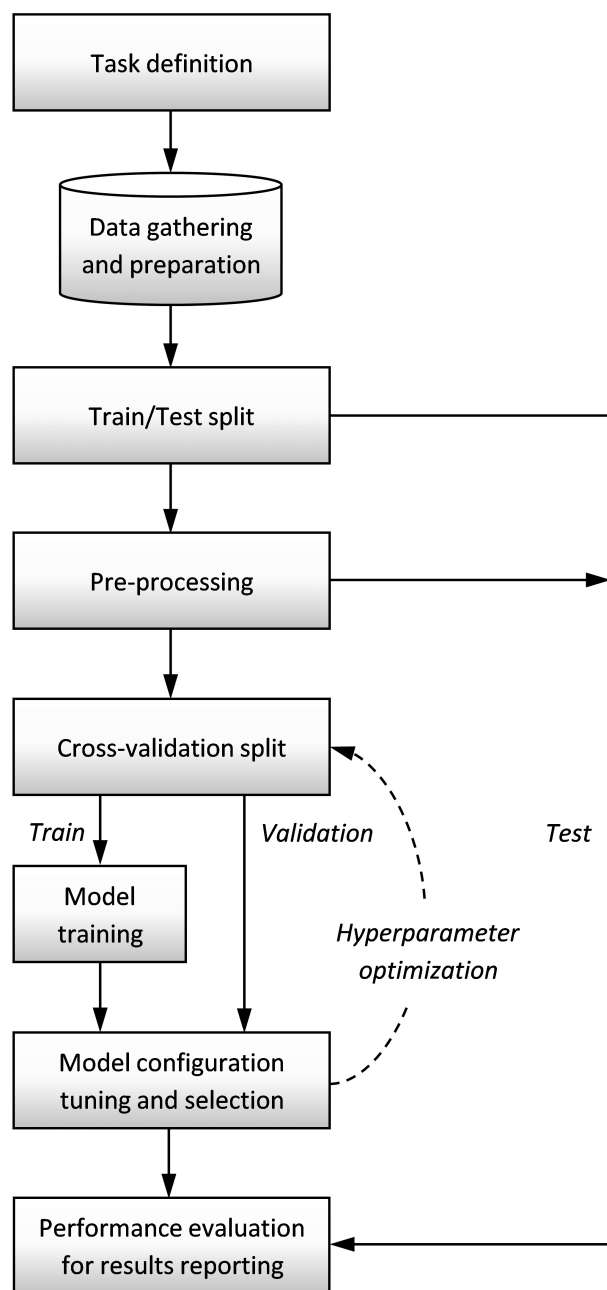 Task definition
Data gathering
and preparation
Train/Test split
Pre-processing
Cross-validation split
Train
Validation
Test
Model
training
Hyperparameter
optimization
Model configuration
tuning and selection
Performance evaluation
for results reporting